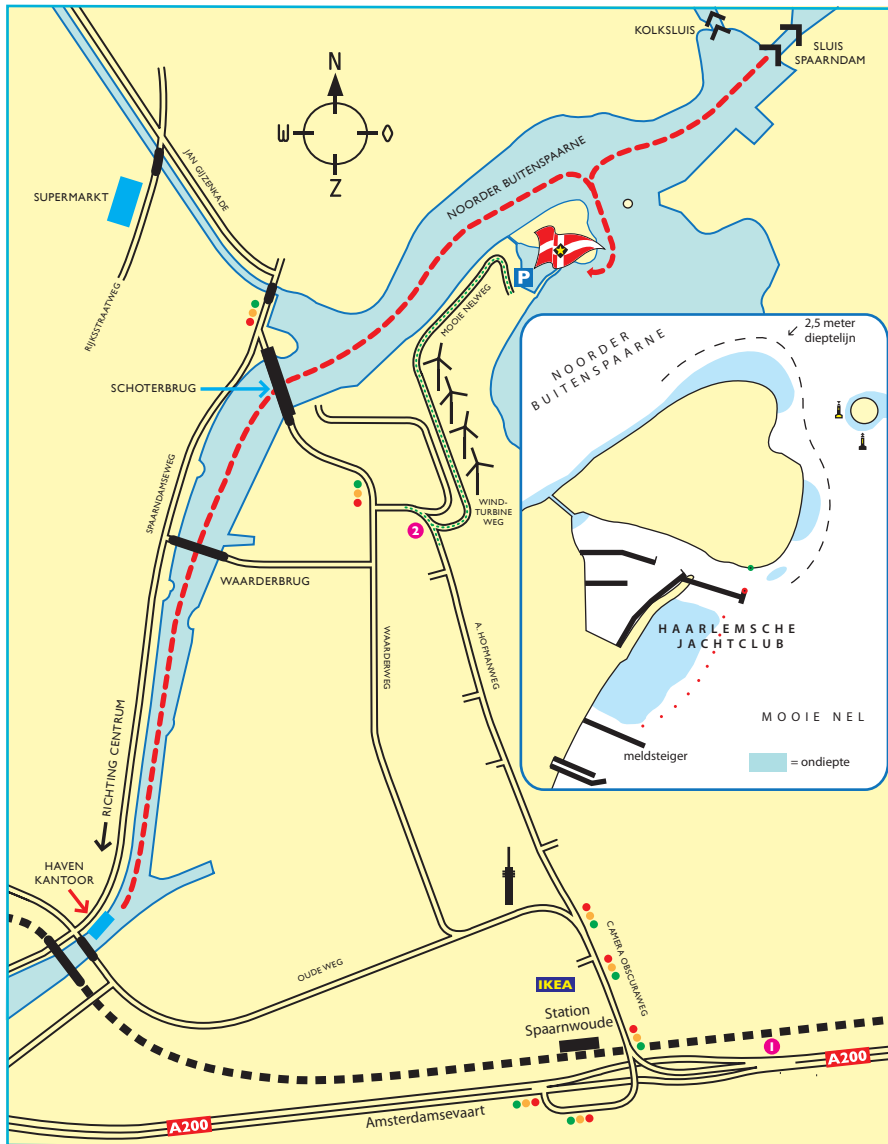 KOLKSLUIS
SLUIS
SPAARNDAM
N
W
O
Z
JAN GIJZENKADE
SUPERMARKT
NOORDER BUITENSPAARNE
RIJKSSTRAATWEG
P
MOOIE NELWEG
SCHOTERBRUG
SPAARNDAMSEWEG
WIND-
TURBINE
WEG
2
WAARDERBRUG
WAARDERWEG
A. HOFMANWEG
2,5 meter
dieptelijn
NOORDER
BUITENSPAARNE
HAARLEMSCHE
JACHTCLUB
MOOIE NEL
meldsteiger
= ondiepte
RICHTING CENTRUM
HAVEN
KANTOOR
OUDE WEG
CAMERA OBSCURAWEG
IKEA
Station
Spaarnwoude
1
A200
Amsterdamsevaart
A200